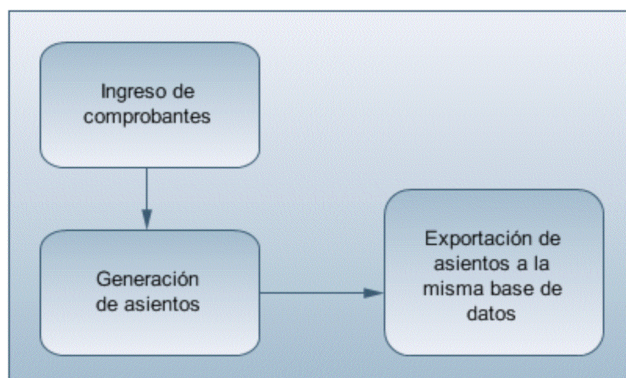 Ingreso de
comprobantes
Generación
de asientos
Exportación de
asientos a la
misma base de
datos